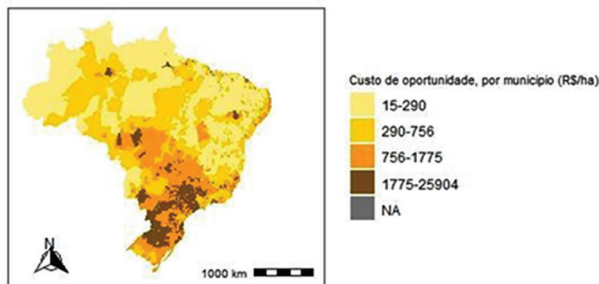 Custo de oportunidade, por município (R$/ha)
15-290
290-756
756-1775
1775-25904
NA
N
1000 km